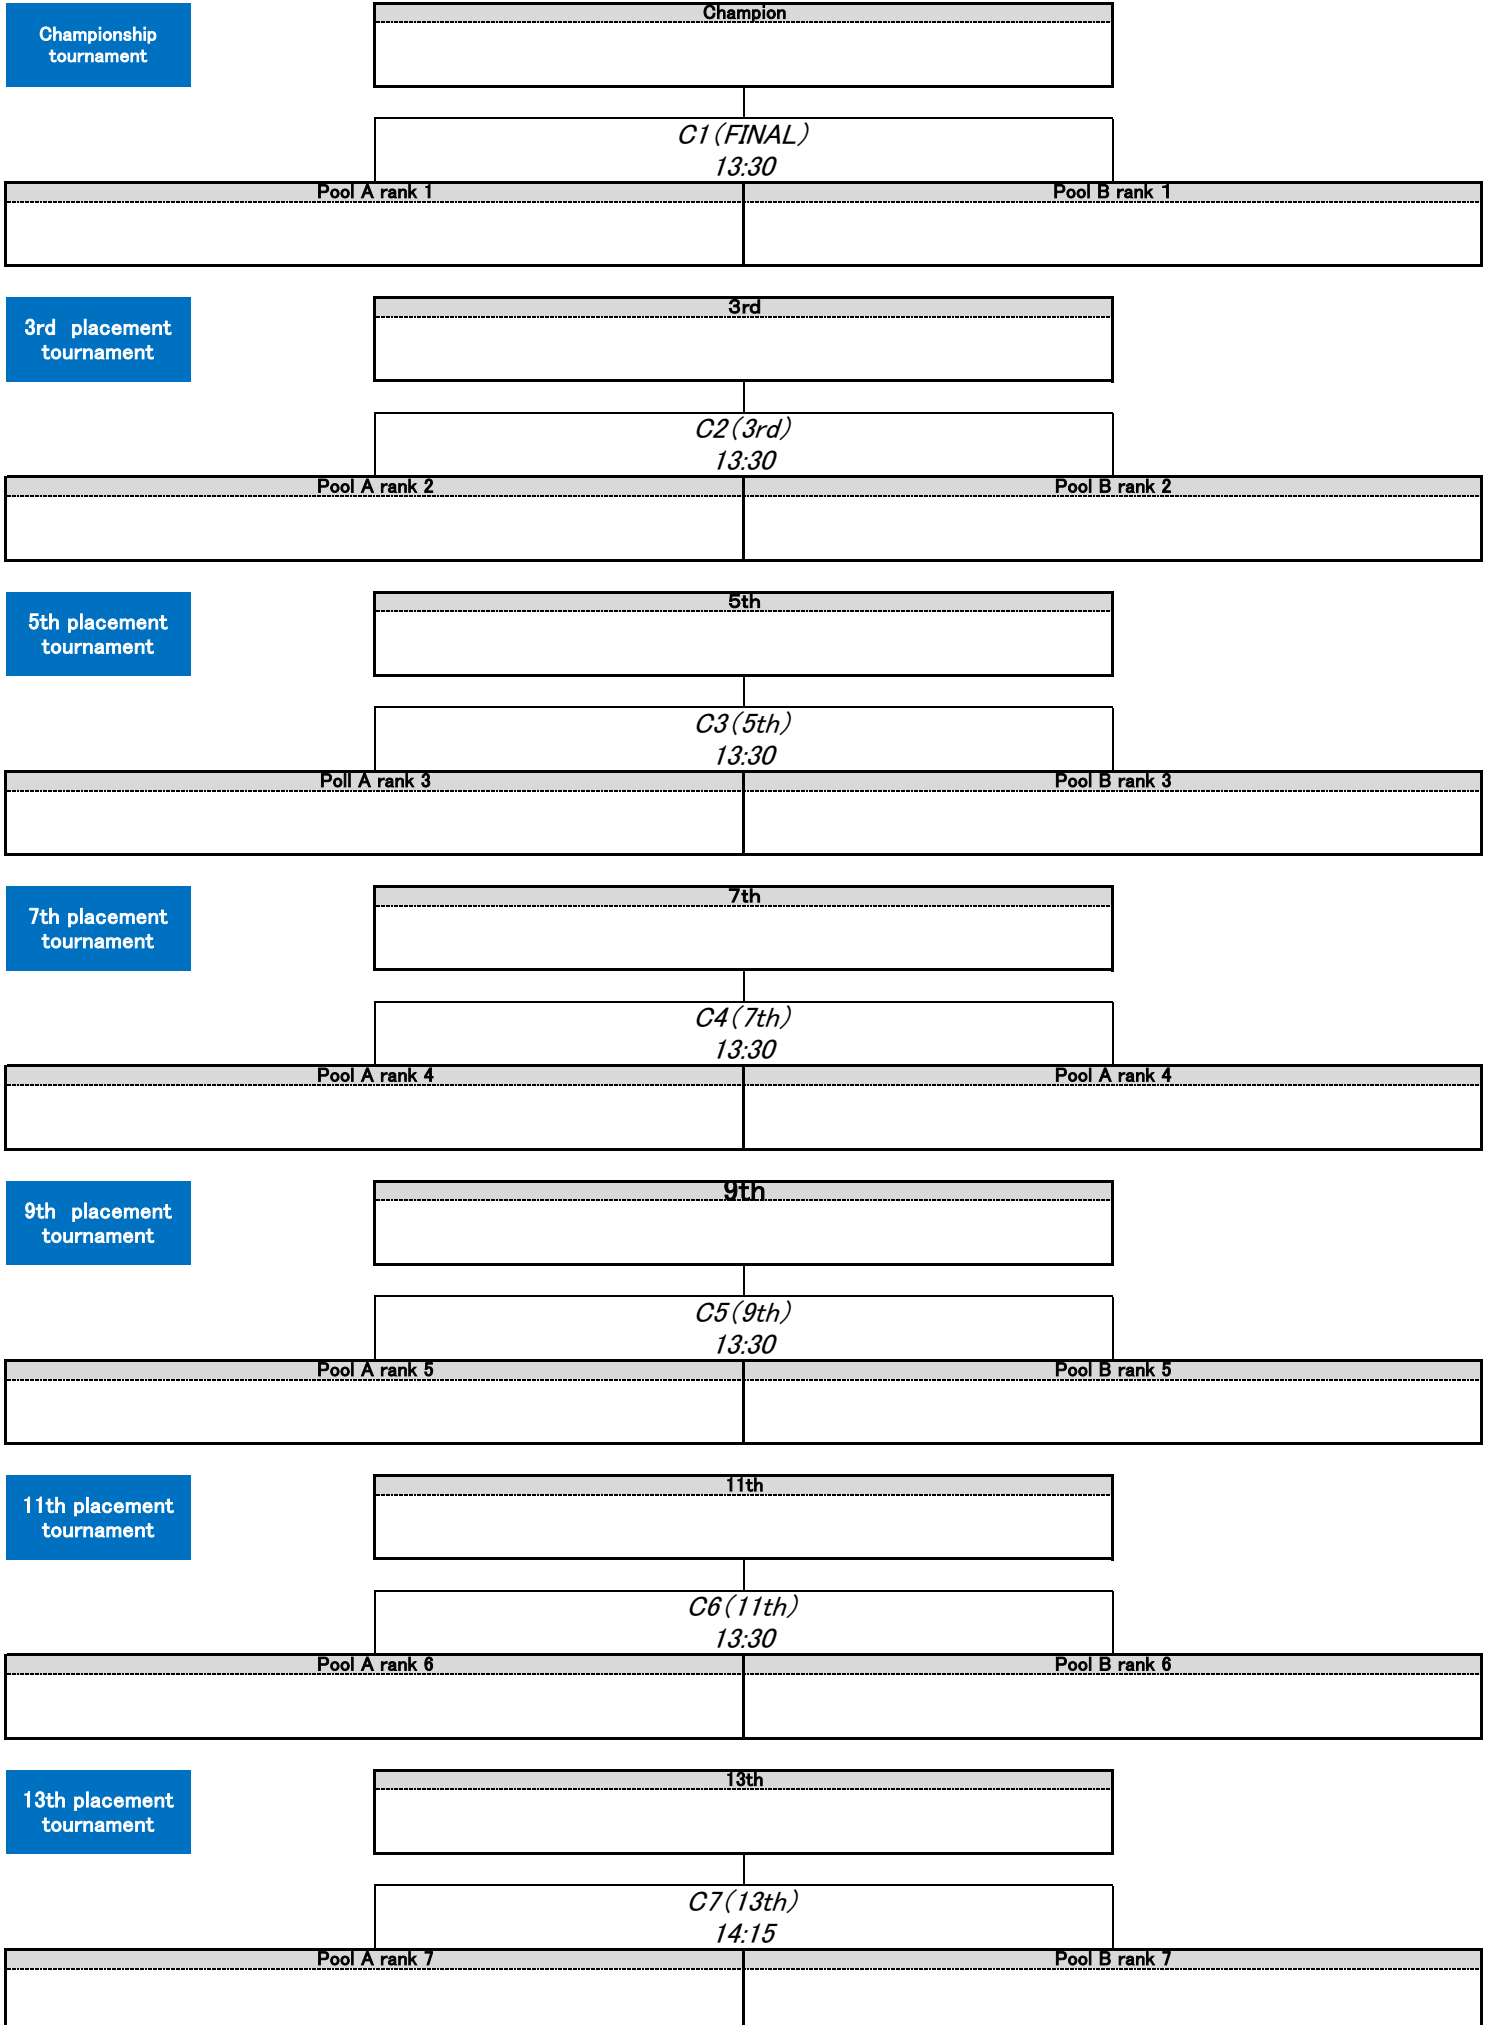 Championship
tournament
Champion
C1(FINAL)
13:30
Pool A rank 1
Pool B rank 1
3rd  placement
tournament
3rd
C2(3rd)
13:30
Pool A rank 2
Pool B rank 2
5th placement
tournament
5th
C3(5th)
13:30
Poll A rank 3
Pool B rank 3
7th placement
tournament
7th
C4(7th)
13:30
Pool A rank 4
Pool A rank 4
9th  placement
tournament
9th
C5(9th)
13:30
Pool A rank 5
Pool B rank 5
11th placement
tournament
11th
C6(11th)
13:30
Pool A rank 6
Pool B rank 6
13th placement
tournament
13th
C7(13th)
14:15
Pool A rank 7
Pool B rank 7